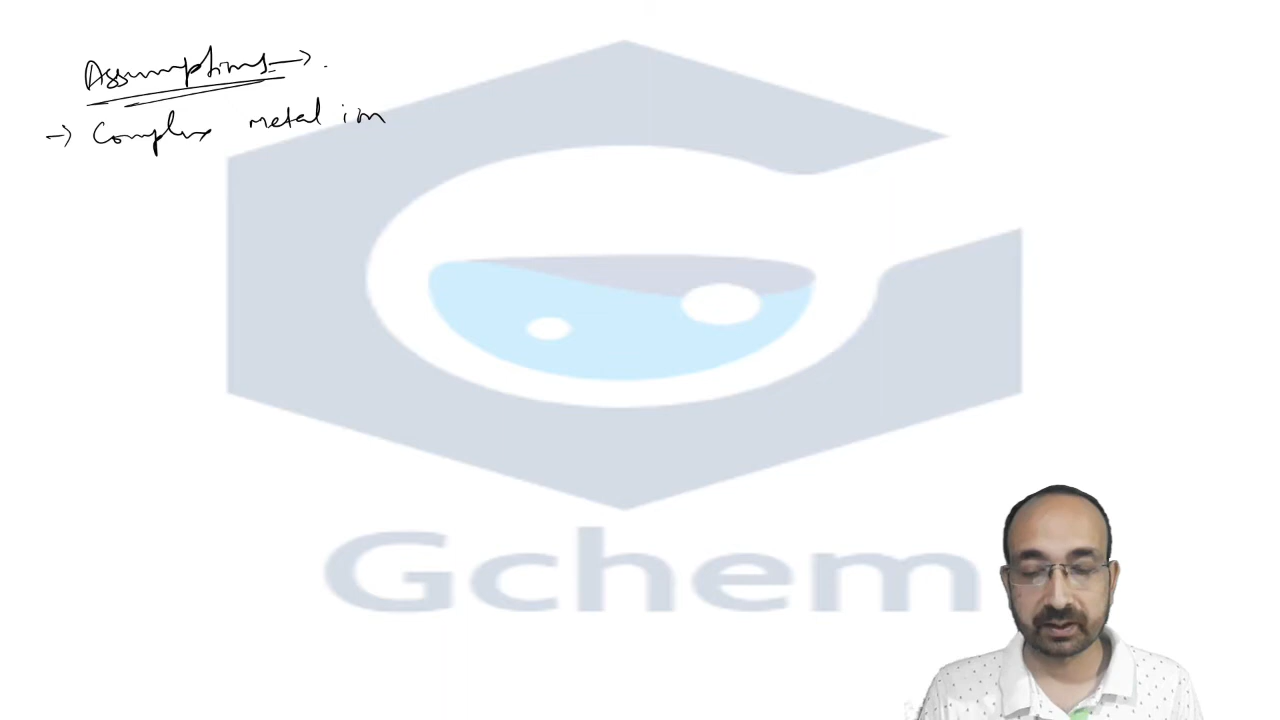 Assumptions →.
→ Complex metal ion
Gchem